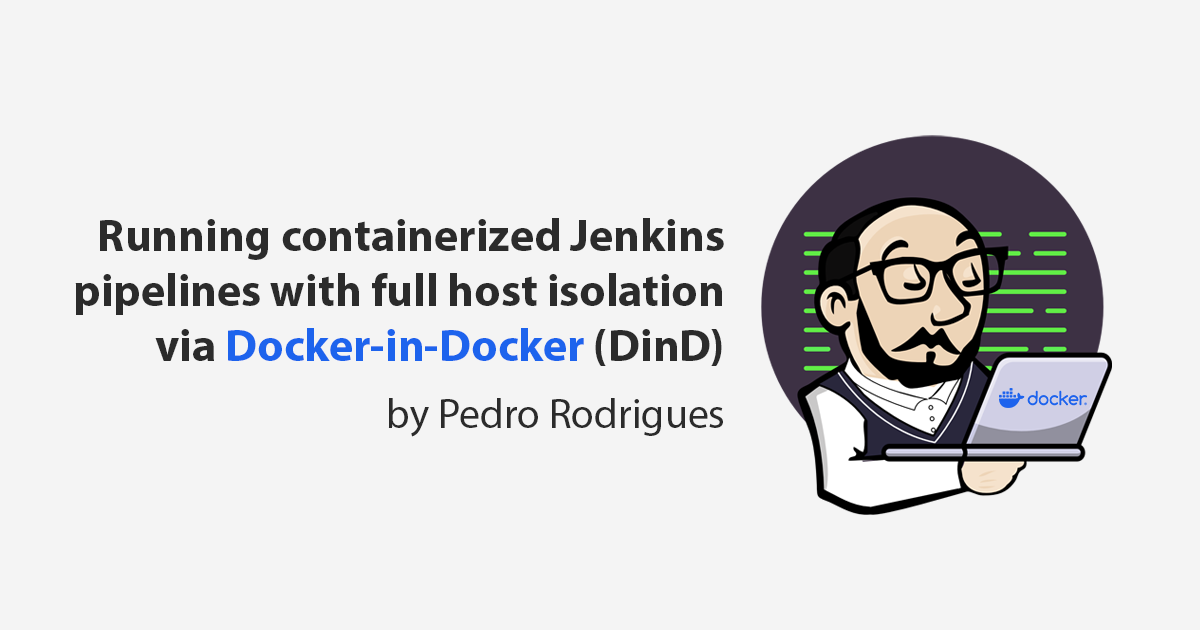 Running containerized Jenkins
pipelines with full host isolation
via Docker-in-Docker (DinD)
by Pedro Rodrigues
docker.